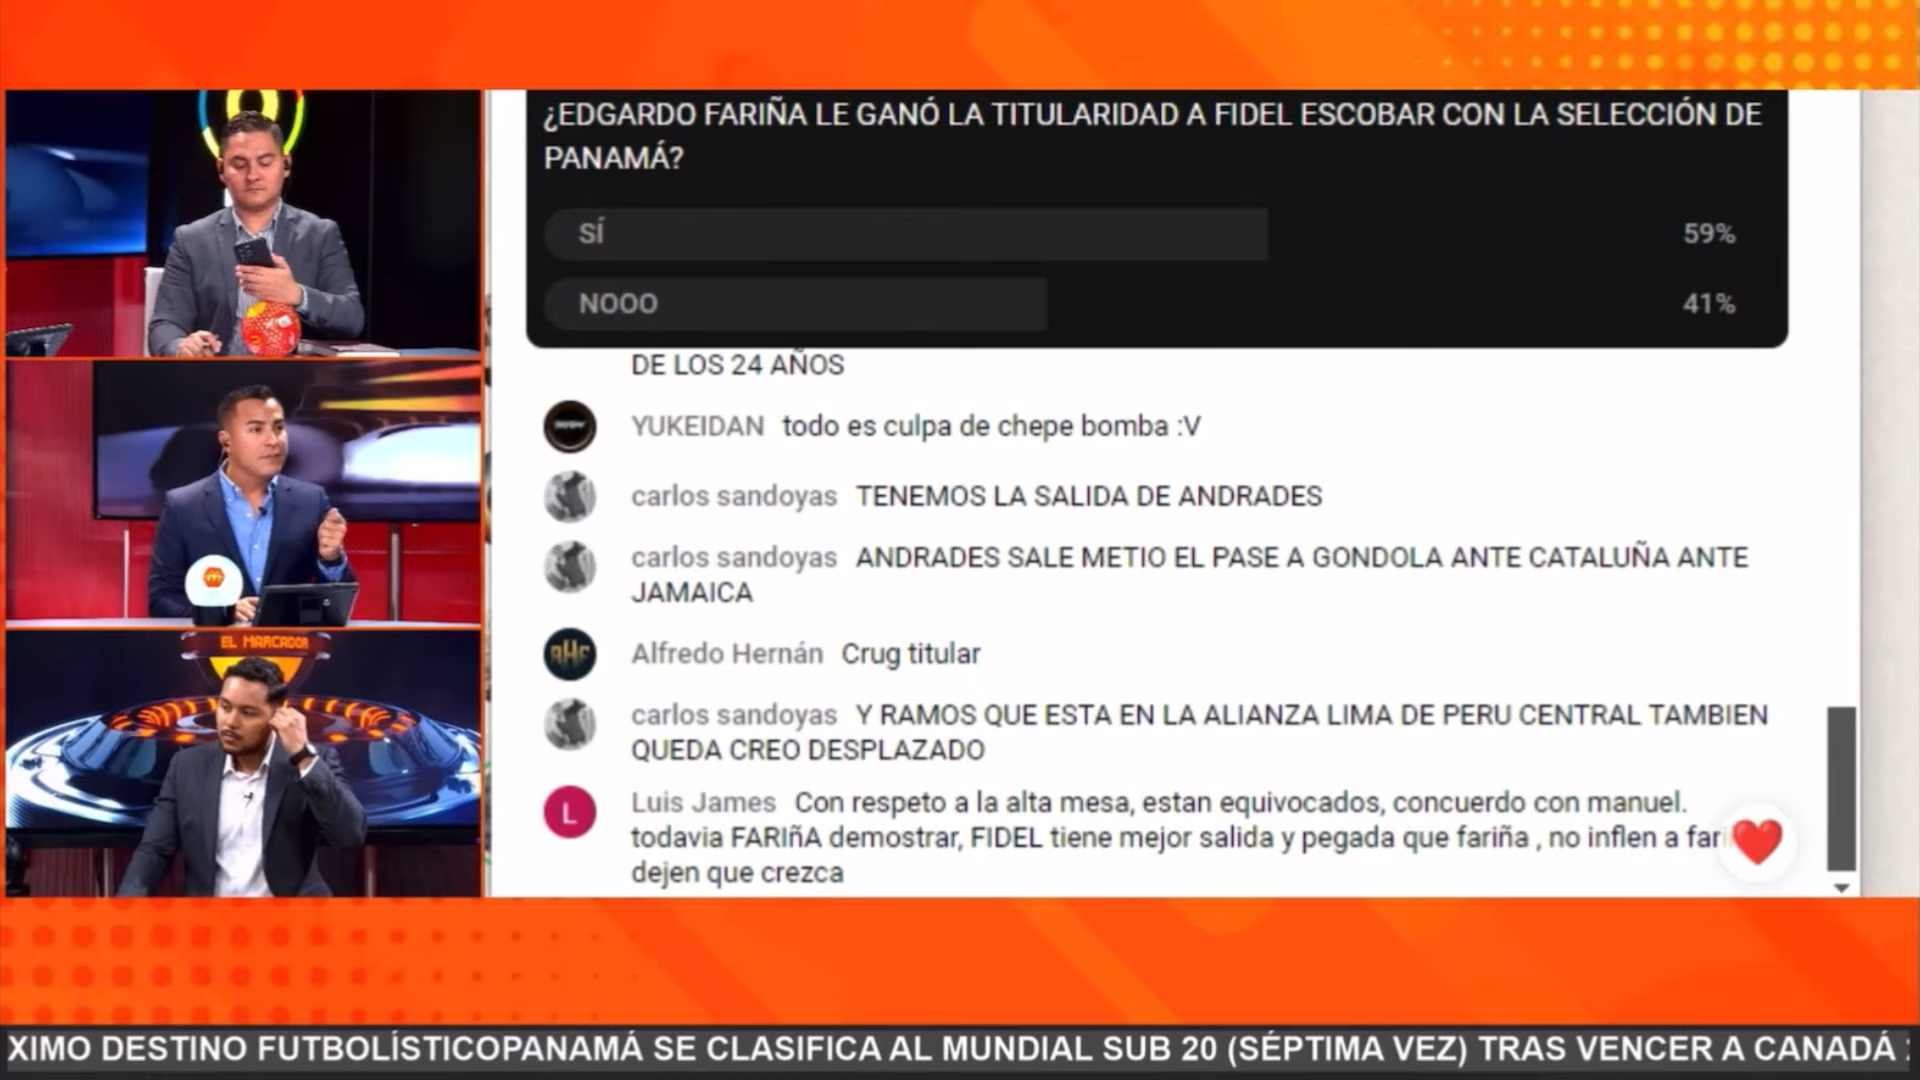 ¿EDGARDO FARIÑA LE GANÓ LA TITULARIDAD A FIDEL ESCOBAR CON LA SELECCIÓN DE
PANAMÁ?
SÍ 59%
NOOO 41%
DE LOS 24 AÑOS
YUKEIDAN todo es culpa de chepe bomba :V
carlos sandoyas TENEMOS LA SALIDA DE ANDRADES
carlos sandoyas ANDRADES SALE METIO EL PASE A GONDOLA ANTE CATALUÑA ANTE
JAMAICA
Alfredo Hernán Crug titular
carlos sandoyas Y RAMOS QUE ESTA EN LA ALIANZA LIMA DE PERU CENTRAL TAMBIEN
QUEDA CREO DESPLAZADO
L
Luis James Con respeto a la alta mesa, estan equivocados, concuerdo con manuel.
todavia FARIñA demostrar, FIDEL tiene mejor salida y pegada que fariña , no inflen a fari
dejen que crezca
EL MARCADOR
XIMO DESTINO FUTBOLÍSTICOPANAMÁ SE CLASIFICA AL MUNDIAL SUB 20 (SÉPTIMA VEZ) TRAS VENCER A CANADÁ